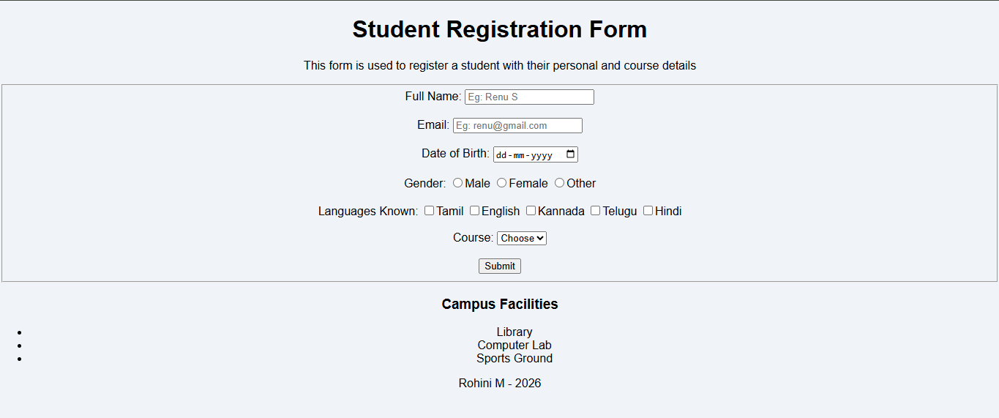 Student Registration Form
This form is used to register a student with their personal and course details
Full Name: Eg: Renu S
Email: Eg: renu@gmail.com
Date of Birth: dd-mm-yyyy
Gender: Male Female Other
Languages Known: Tamil English Kannada Telugu Hindi
Course: Choose
Submit
Campus Facilities
Library
Computer Lab
Sports Ground
Rohini M - 2026